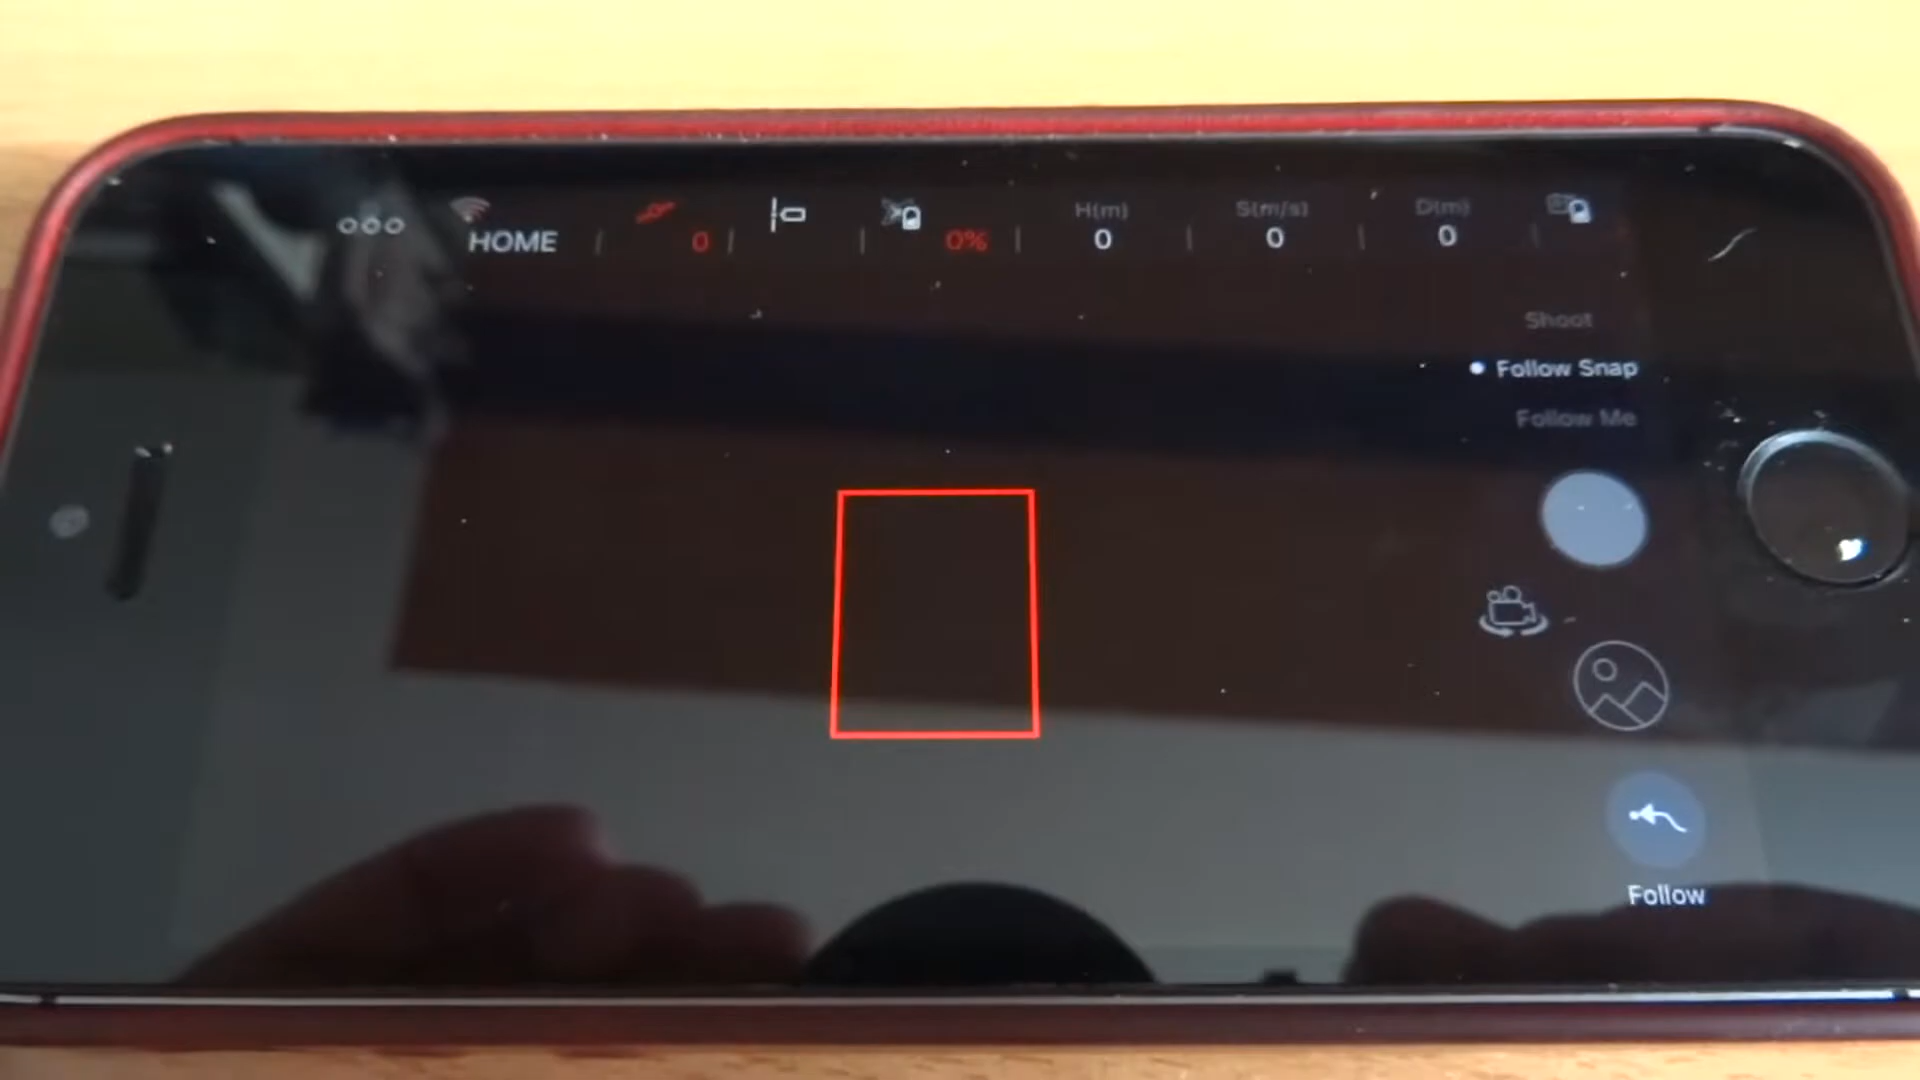 HOME
0
0%
H(m)
0
S(m/s)
0
D(m)
0
Shoot
Follow Snap
Follow Me
Follow